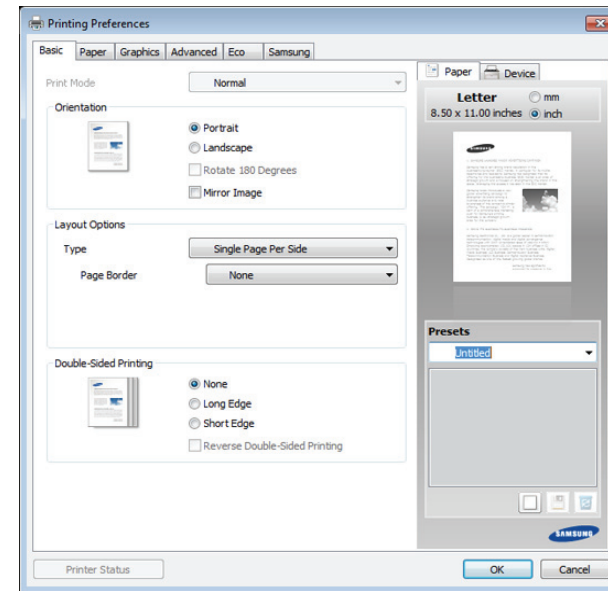 Printing Preferences
Basic Paper Graphics Advanced Eco Samsung
Print Mode Normal
Orientation
Portrait
Landscape
Rotate 180 Degrees
Mirror Image
Layout Options
Type Single Page Per Side
Page Border None
Double-Sided Printing
None
Long Edge
Short Edge
Reverse Double-Sided Printing
Paper Device
Letter mm
8.50 x 11.00 inches inch
Presets
Untitled
SAMSUNG
Printer Status OK Cancel